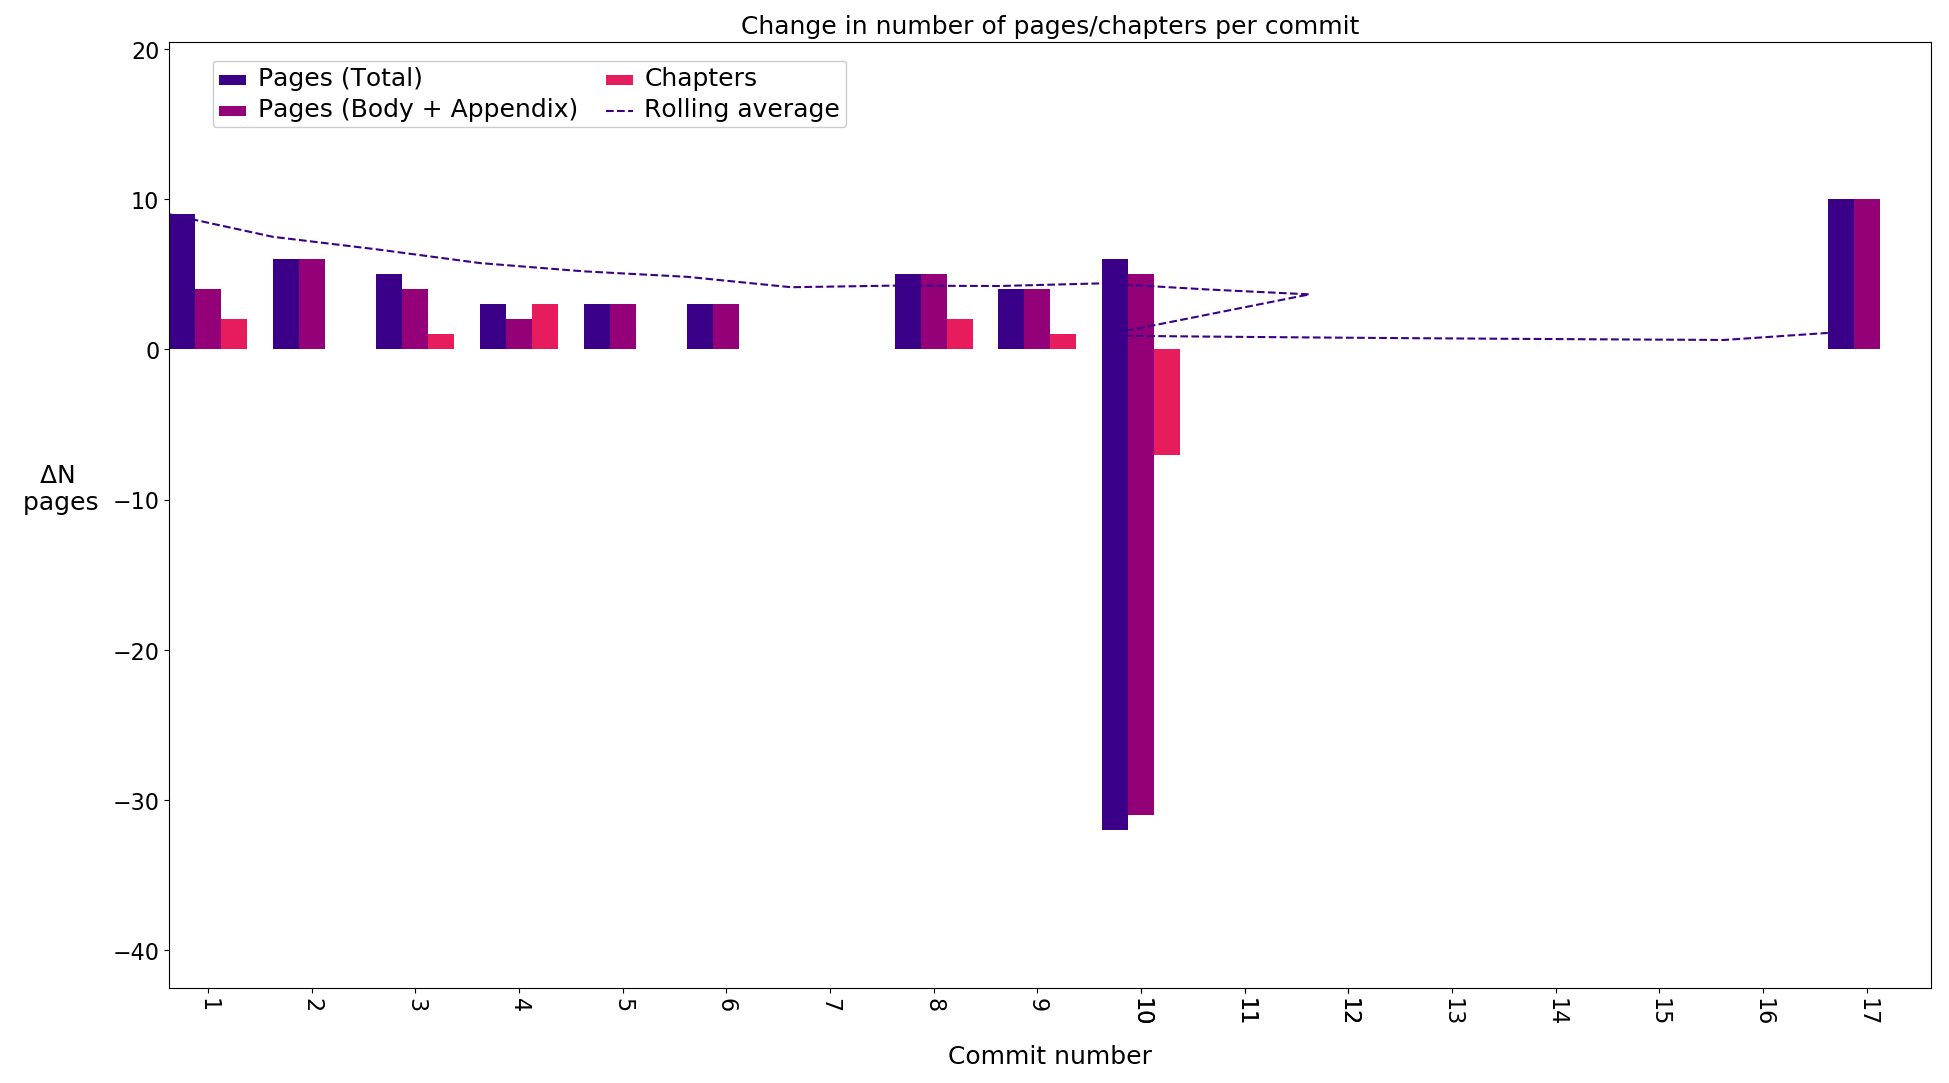 Change in number of pages/chapters per commit
Pages (Total)
Pages (Body + Appendix)
Chapters
Rolling average
20
10
0
−10
−20
−30
−40
ΔN
pages
1 2 3 4 5 6 7 8 9 10 11 12 13 14 15 16 17
Commit number